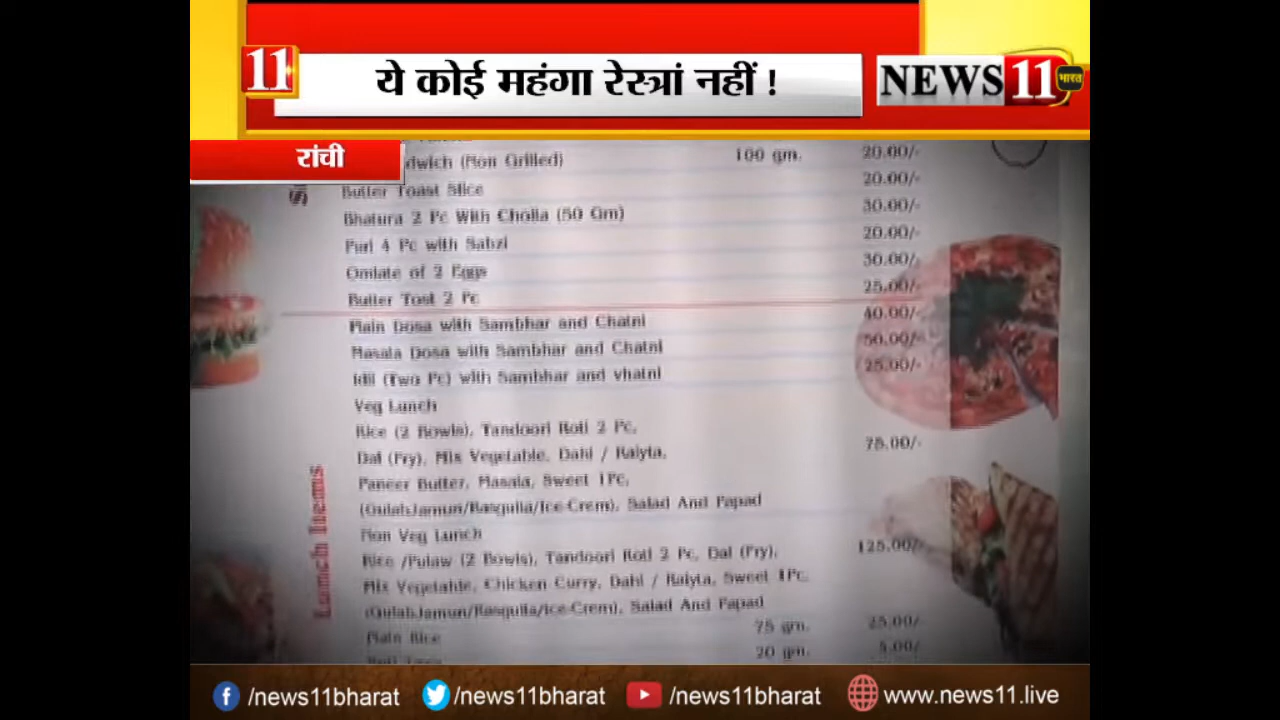 11
ये कोई महंगा रेस्त्रां नहीं !
NEWS 11 भारत
रांची
dwich (Non Grilled) 100 gm. 20.00/-
Butter Toast Slice 20.00/-
Bhatura 2 Pc With Cholla (50 Gm) 30.00/-
Puri 4 Pc with Sabzi 20.00/-
Omlate of 2 Eggs 30.00/-
Butter Tost 2 Pc 25.00/-
Plain Dosa with Sambhar and Chatni 40.00/-
Masala Dosa with Sambhar and Chatni 50.00/-
Idli (Two Pc) with Sambhar and vhatni 25.00/-
Veg Lunch
Rice (2 Bowls), Tandoori Roti 2 Pc,
Dal (Fry), Mix Vegetable, Dahi / Raiyta, 75.00/-
Paneer Butter, Masala, Sweet 1Pc,
(GulabJamun/Rasgulla/Ice-Crem), Salad And Papad
Non Veg Lunch
Rice /Pulaw (2 Bowls), Tandoori Roti 2 Pc, Dal (Fry), 125.00/-
Mix Vegetable, Chicken Curry, Dahi / Raiyta, Sweet 1Pc,
(GulabJamun/Rasgulla/Ice-Crem), Salad And Papad
Plain Rice 75 gm. 25.00/-
20 gm. 5.00/
Lounch Items
/news11bharat /news11bharat /news11bharat www.news11.live